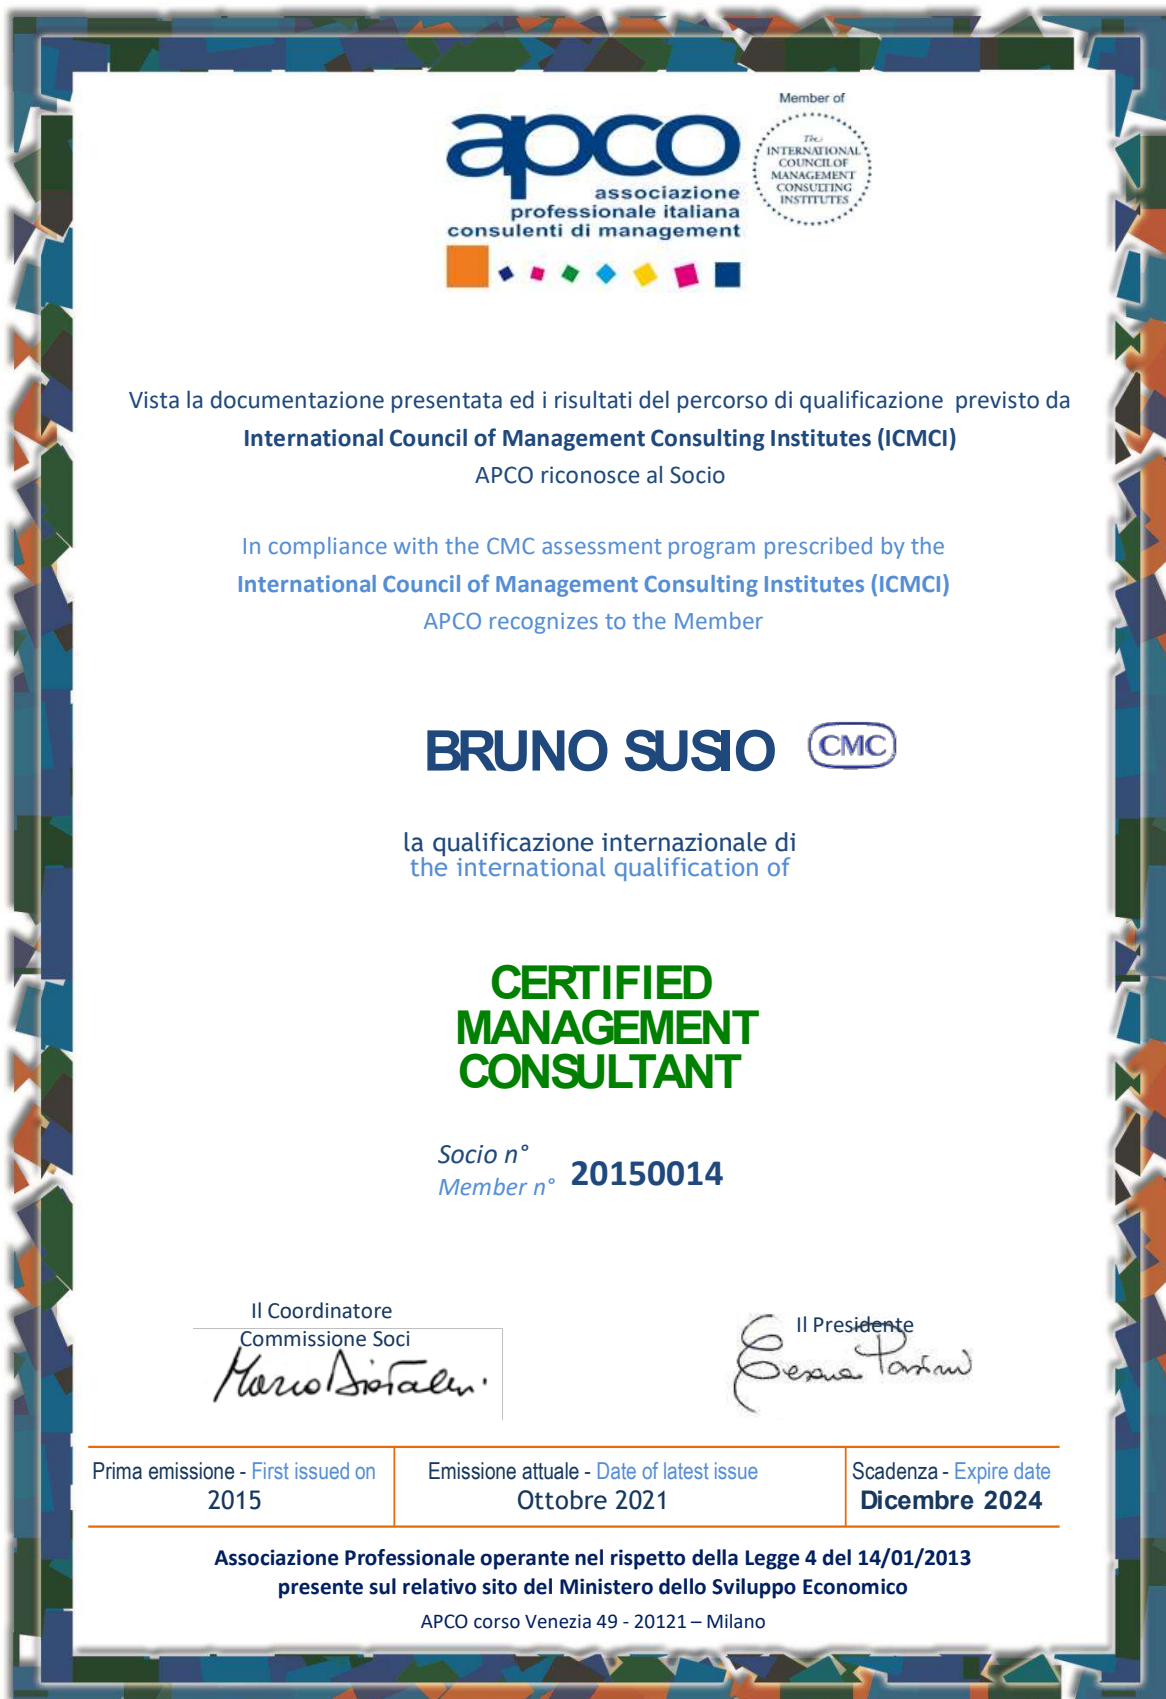 Member of
apco
The
INTERNATIONAL
COUNCIL OF
MANAGEMENT
CONSULTING
INSTITUTES
associazione
professionale italiana
consulenti di management
Vista la documentazione presentata ed i risultati del percorso di qualificazione previsto da
International Council of Management Consulting Institutes (ICMCI)
APCO riconosce al Socio
In compliance with the CMC assessment program prescribed by the
International Council of Management Consulting Institutes (ICMCI)
APCO recognizes to the Member
BRUNO SUSIO CMC
la qualificazione internazionale di
the international qualification of
CERTIFIED
MANAGEMENT
CONSULTANT
Socio n°
Member n° 20150014
Il Coordinatore
Commissione Soci
Il Presidente
Prima emissione - First issued on
2015
Emissione attuale - Date of latest issue
Ottobre 2021
Scadenza - Expire date
Dicembre 2024
Associazione Professionale operante nel rispetto della Legge 4 del 14/01/2013
presente sul relativo sito del Ministero dello Sviluppo Economico
APCO corso Venezia 49 - 20121 – Milano